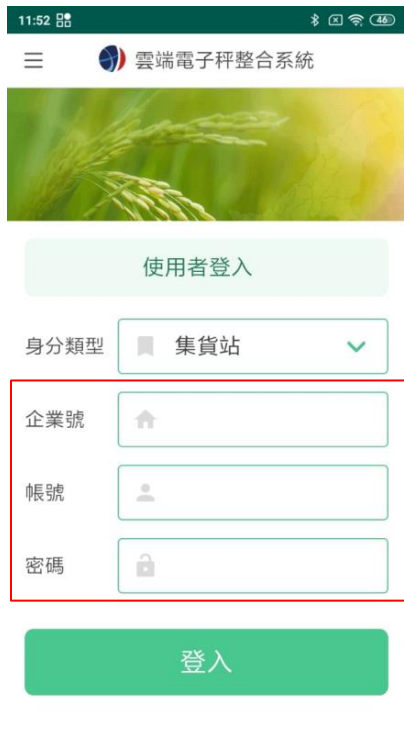 11:52 46
雲端電子秤整合系統
使用者登入
身分類型 集貨站
企業號
帳號
密碼
登入